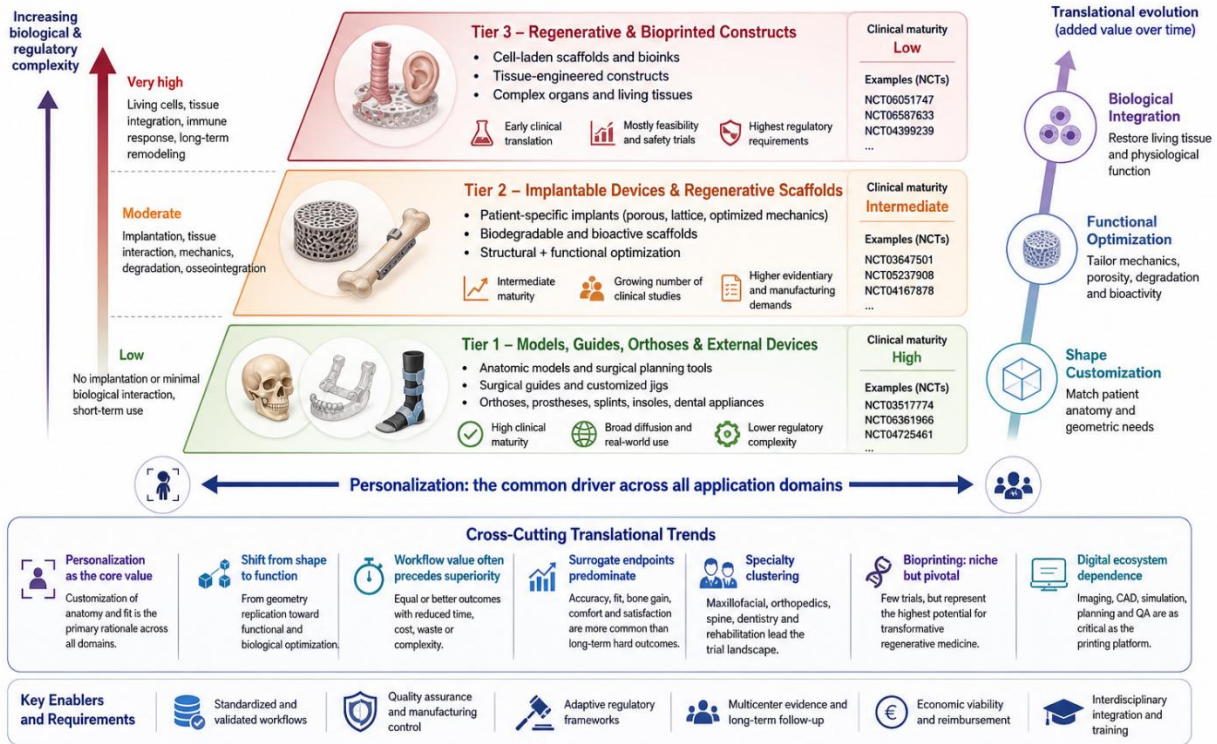 Increasing
biological &
regulatory
complexity
Very high
Living cells, tissue
integration, immune
response, long-term
remodeling
Moderate
Implantation, tissue
interaction, mechanics,
degradation, osseointegration
Low
No implantation or minimal
biological interaction,
short-term use
Tier 3 – Regenerative & Bioprinted Constructs
• Cell-laden scaffolds and bioinks
• Tissue-engineered constructs
• Complex organs and living tissues
Early clinical
translation
Mostly feasibility
and safety trials
Highest regulatory
requirements
Clinical maturity
Low
Examples (NCTs)
NCT06051747
NCT06587633
NCT04399239
...
Tier 2 – Implantable Devices & Regenerative Scaffolds
• Patient-specific implants (porous, lattice, optimized mechanics)
• Biodegradable and bioactive scaffolds
• Structural + functional optimization
Intermediate
maturity
Growing number of
clinical studies
Higher evidentiary
and manufacturing
demands
Clinical maturity
Intermediate
Examples (NCTs)
NCT03647501
NCT05237908
NCT04167878
...
Tier 1 – Models, Guides, Orthoses & External Devices
• Anatomic models and surgical planning tools
• Surgical guides and customized jigs
• Orthoses, prostheses, splints, insoles, dental appliances
High clinical
maturity
Broad diffusion and
real-world use
Lower regulatory
complexity
Clinical maturity
High
Examples (NCTs)
NCT03517774
NCT06361966
NCT04725461
...
Translational evolution
(added value over time)
Biological
Integration
Restore living tissue
and physiological
function
Functional
Optimization
Tailor mechanics,
porosity, degradation
and bioactivity
Shape
Customization
Match patient
anatomy and
geometric needs
Personalization: the common driver across all application domains
Cross-Cutting Translational Trends
Personalization
as the core value
Customization of
anatomy and fit is the
primary rationale across
all domains.
Shift from shape
to function
From geometry
replication toward
functional and
biological optimization.
Workflow value often
precedes superiority
Equal or better outcomes
with reduced time,
cost, waste or
complexity.
Surrogate endpoints
predominate
Accuracy, fit, bone gain,
comfort and satisfaction
are more common than
long-term hard outcomes.
Specialty
clustering
Maxillofacial, orthopedics,
spine, dentistry and
rehabilitation lead the
trial landscape.
Bioprinting: niche
but pivotal
Few trials, but represent
the highest potential for
transformative
regenerative medicine.
Digital ecosystem
dependence
Imaging, CAD, simulation,
planning and QA are as
critical as the
printing platform.
Key Enablers
and Requirements
Standardized and
validated workflows
Quality assurance
and manufacturing
control
Adaptive regulatory
frameworks
Multicenter evidence and
long-term follow-up
€
Economic viability
and reimbursement
Interdisciplinary
integration and
training